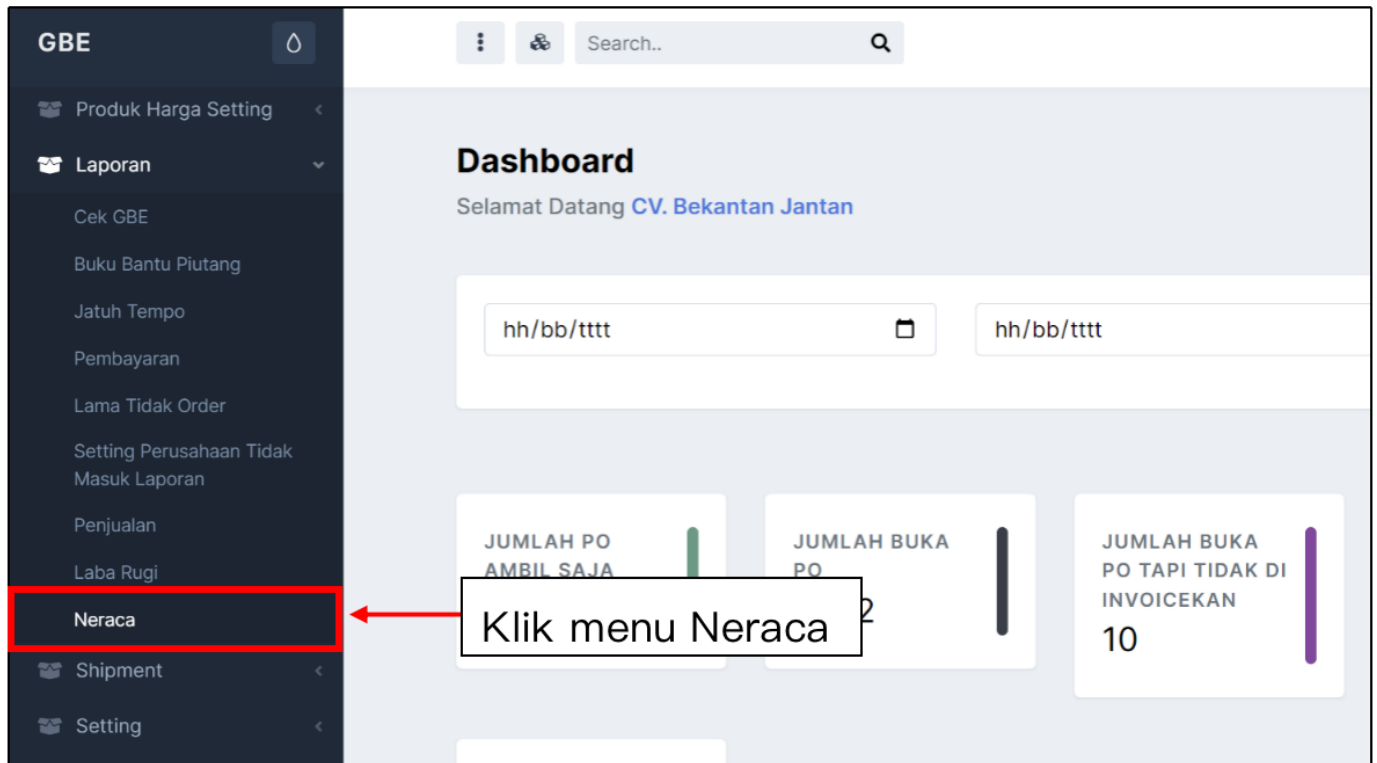 GBE
Search..
Produk Harga Setting
Laporan
Cek GBE
Buku Bantu Piutang
Jatuh Tempo
Pembayaran
Lama Tidak Order
Setting Perusahaan Tidak
Masuk Laporan
Penjualan
Laba Rugi
Neraca
Shipment
Setting
Dashboard
Selamat Datang CV. Bekantan Jantan
hh/bb/tttt
hh/bb/tttt
JUMLAH PO
AMBIL SAJA
JUMLAH BUKA
PO
2
JUMLAH BUKA
PO TAPI TIDAK DI
INVOICEKAN
10
Klik menu Neraca